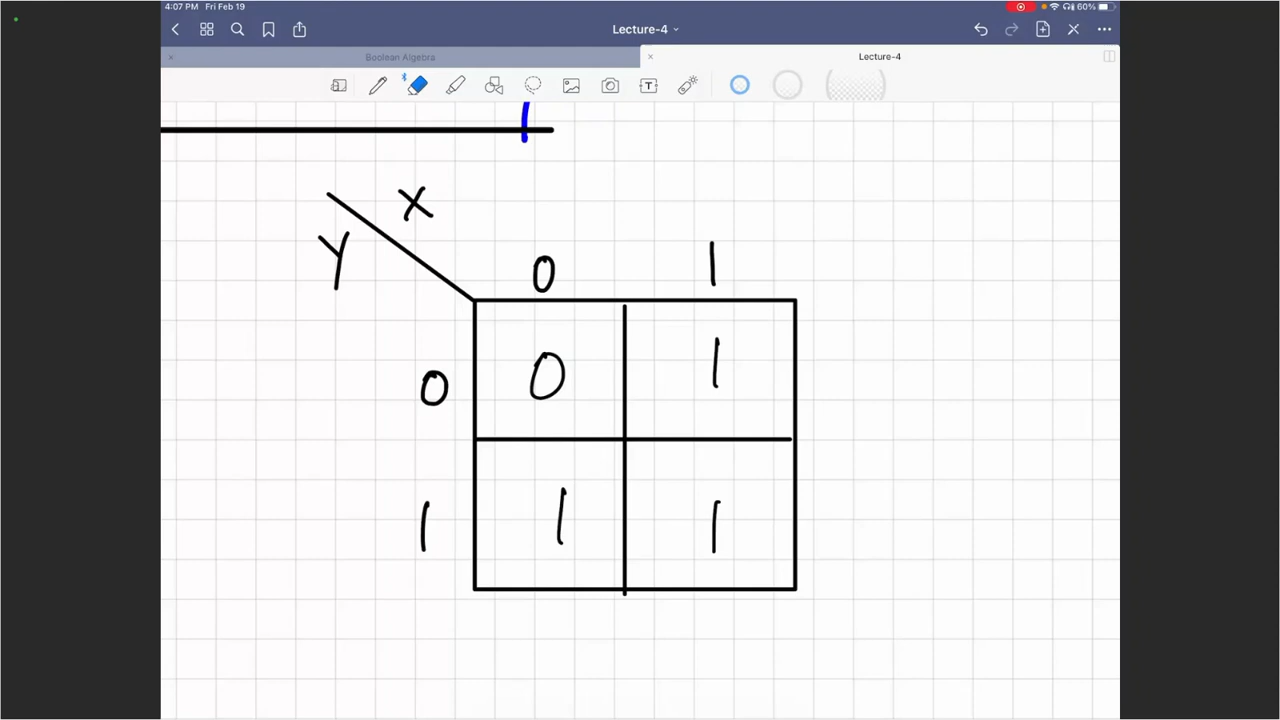 4:07 PM Fri Feb 19
60%
Lecture-4
Boolean Algebra
Lecture-4
T
X
Y
0 1
0 0 1
1 1 1